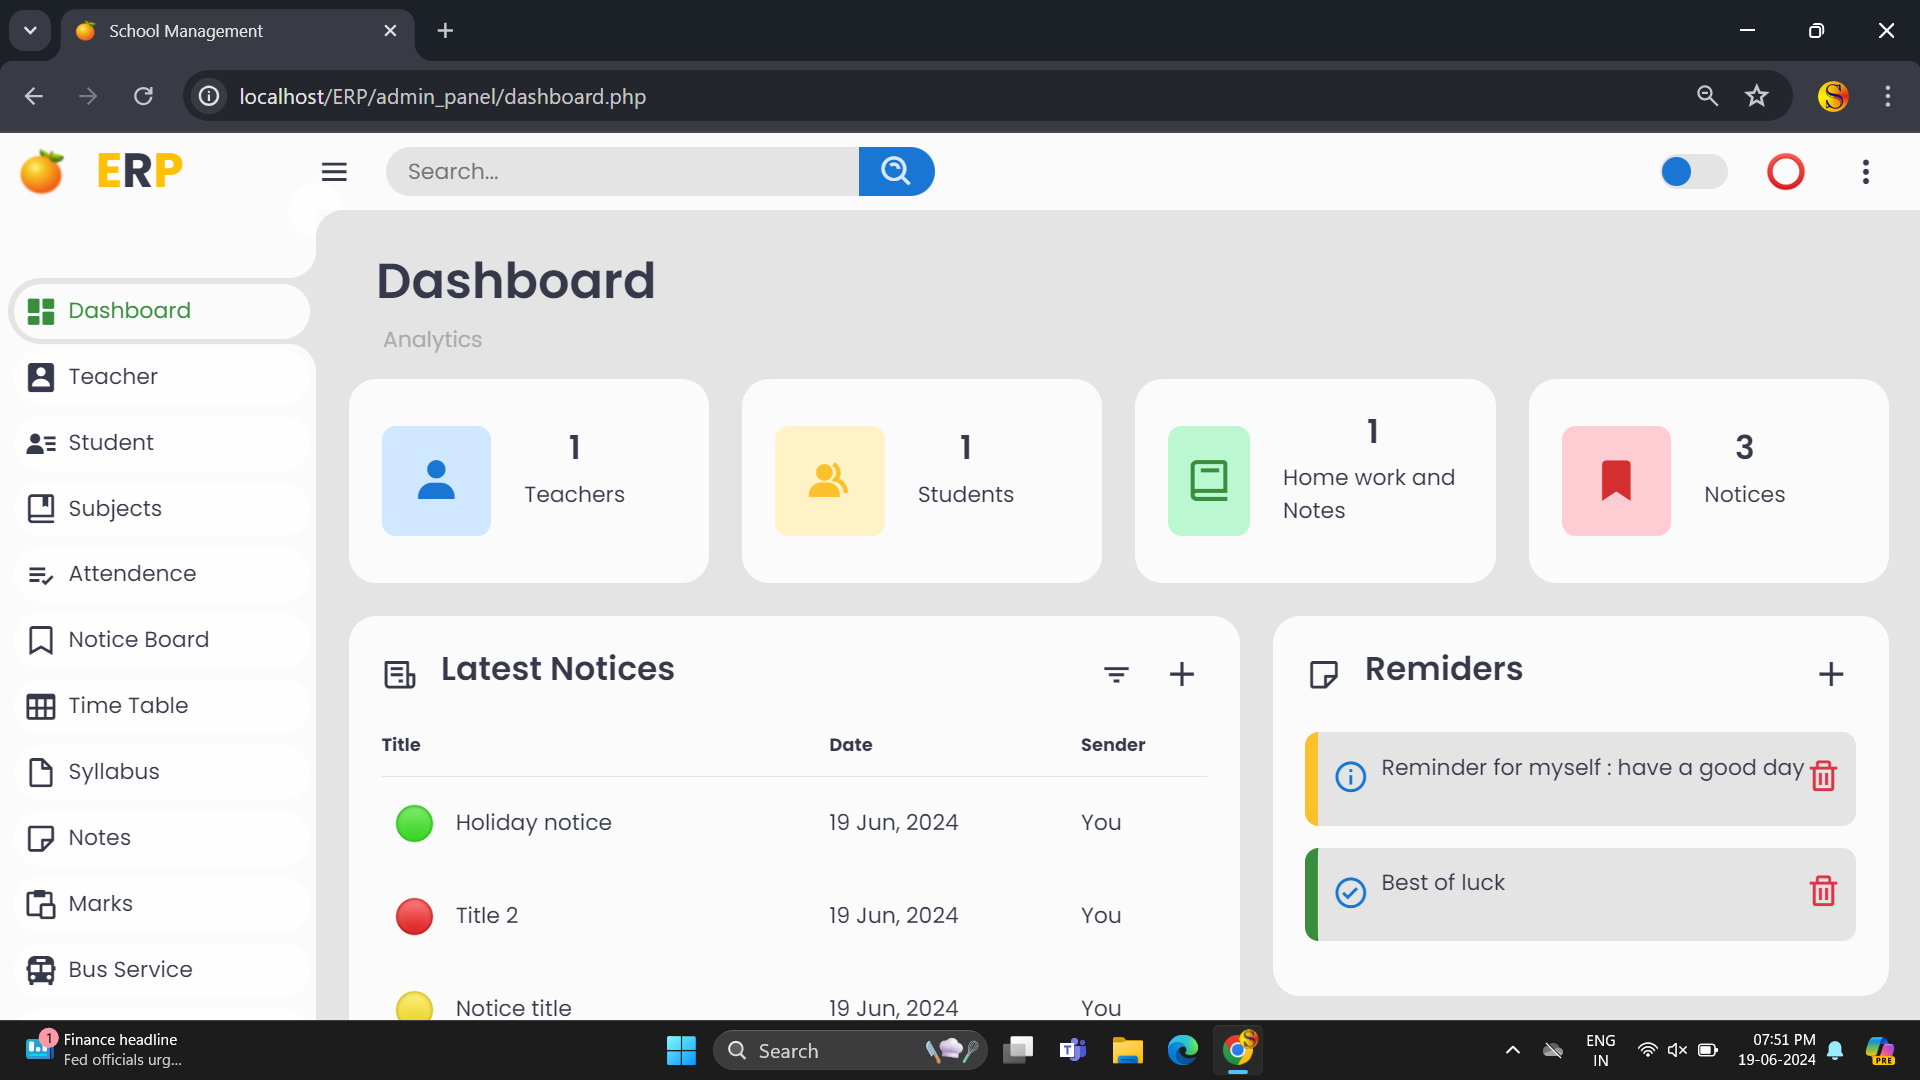 School Management
localhost/ERP/admin_panel/dashboard.php
S
ERP
Search...
Dashboard
Analytics
Dashboard
Teacher
Student
Subjects
Attendence
Notice Board
Time Table
Syllabus
Notes
Marks
Bus Service
1
Teachers
1
Students
1
Home work and
Notes
3
Notices
Latest Notices
Title Date Sender
Holiday notice 19 Jun, 2024 You
Title 2 19 Jun, 2024 You
Notice title 19 Jun, 2024 You
Remiders
Reminder for myself : have a good day
Best of luck
1
Finance headline
Fed officials urg...
Search
T
S
ENG
IN
07:51 PM
19-06-2024
PRE